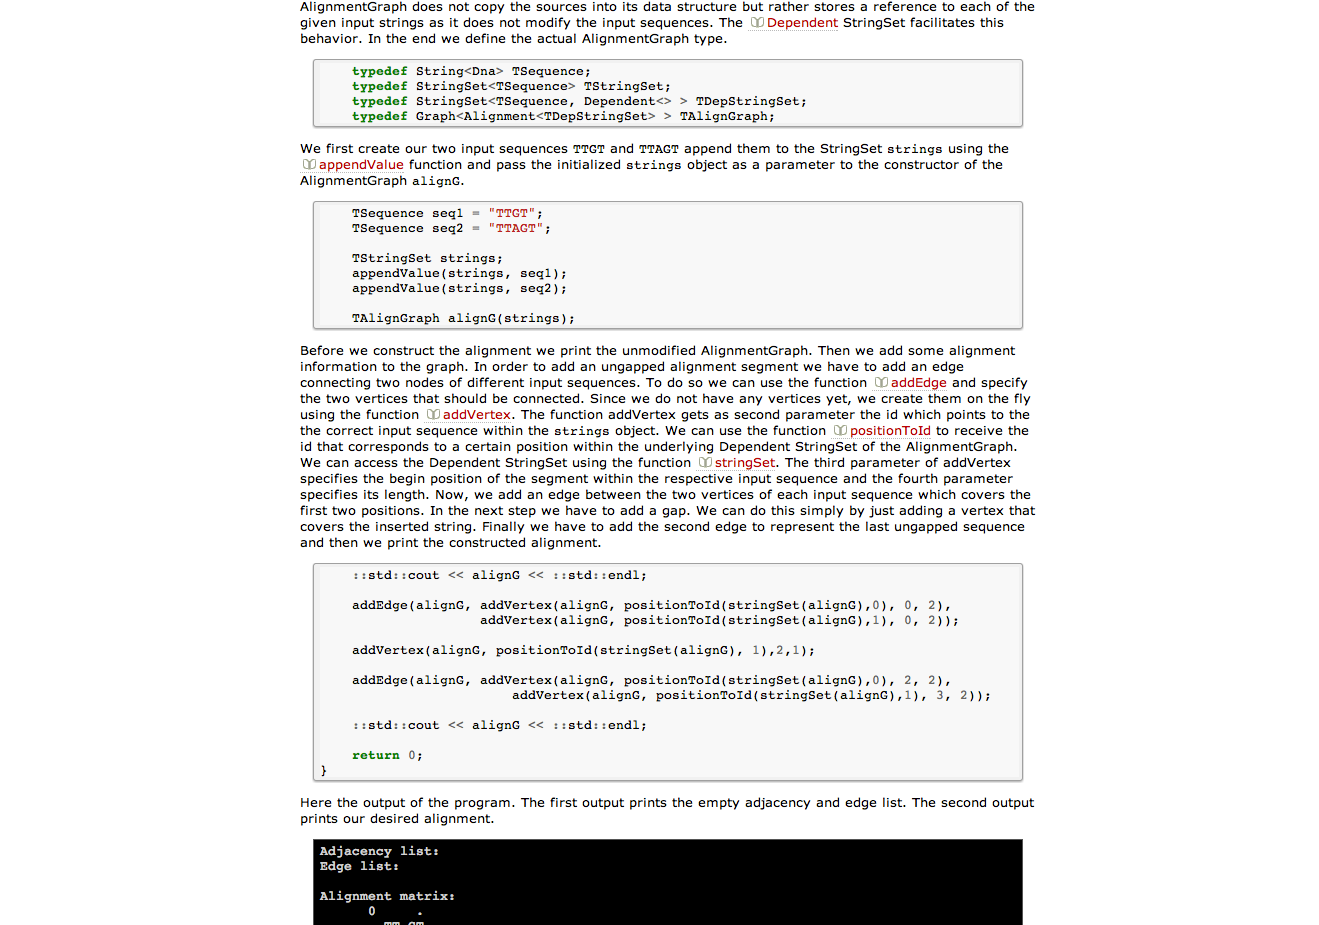 AlignmentGraph does not copy the sources into its data structure but rather stores a reference to each of the
given input strings as it does not modify the input sequences. The Dependent StringSet facilitates this
behavior. In the end we define the actual AlignmentGraph type.
typedef String<Dna> TSequence;
typedef StringSet<TSequence> TStringSet;
typedef StringSet<TSequence, Dependent<> > TDepStringSet;
typedef Graph<Alignment<TDepStringSet> > TAlignGraph;
We first create our two input sequences TTGT and TTAGT append them to the StringSet strings using the
appendValue function and pass the initialized strings object as a parameter to the constructor of the
AlignmentGraph alignG.
TSequence seq1 = "TTGT";
TSequence seq2 = "TTAGT";
TStringSet strings;
appendValue(strings, seq1);
appendValue(strings, seq2);
TAlignGraph alignG(strings);
Before we construct the alignment we print the unmodified AlignmentGraph. Then we add some alignment
information to the graph. In order to add an ungapped alignment segment we have to add an edge
connecting two nodes of different input sequences. To do so we can use the function addEdge and specify
the two vertices that should be connected. Since we do not have any vertices yet, we create them on the fly
using the function addVertex. The function addVertex gets as second parameter the id which points to the
the correct input sequence within the strings object. We can use the function positionToId to receive the
id that corresponds to a certain position within the underlying Dependent StringSet of the AlignmentGraph.
We can access the Dependent StringSet using the function stringSet. The third parameter of addVertex
specifies the begin position of the segment within the respective input sequence and the fourth parameter
specifies its length. Now, we add an edge between the two vertices of each input sequence which covers the
first two positions. In the next step we have to add a gap. We can do this simply by just adding a vertex that
covers the inserted string. Finally we have to add the second edge to represent the last ungapped sequence
and then we print the constructed alignment.
::std::cout << alignG << ::std::endl;
addEdge(alignG, addVertex(alignG, positionToId(stringSet(alignG),0), 0, 2),
addVertex(alignG, positionToId(stringSet(alignG),1), 0, 2));
addVertex(alignG, positionToId(stringSet(alignG), 1),2,1);
addEdge(alignG, addVertex(alignG, positionToId(stringSet(alignG),0), 2, 2),
addVertex(alignG, positionToId(stringSet(alignG),1), 3, 2));
::std::cout << alignG << ::std::endl;
return 0;
}
Here the output of the program. The first output prints the empty adjacency and edge list. The second output
prints our desired alignment.
Adjacency list:
Edge list:
Alignment matrix:
0 .